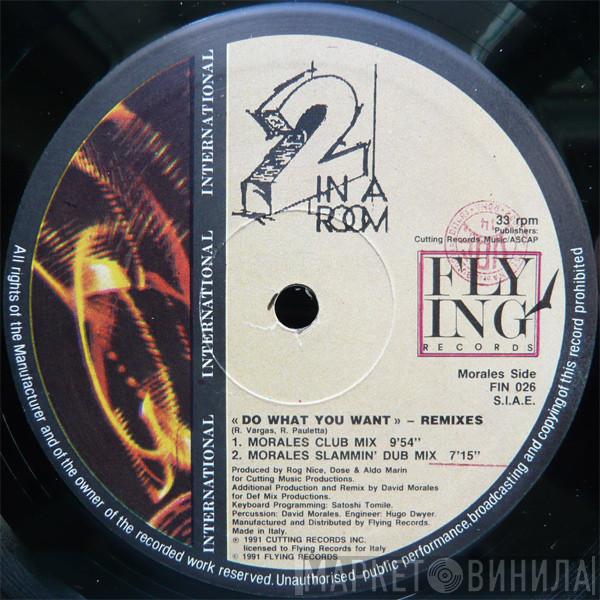 2
IN A
ROOM
33 rpm
Publishers:
Cutting Records Music/ASCAP
FLY
ING
RECORDS
Morales Side
FIN 026
S.I.A.E.
« DO WHAT YOU WANT » – REMIXES
(R. Vargas, R. Pauletta)
1. MORALES CLUB MIX 9'54''
2. MORALES SLAMMIN' DUB MIX 7'15''
Produced by Rog Nice, Dose & Aldo Marin
for Cutting Music Productions.
Additional Production and Remix by David Morales
for Def Mix Productions.
Keyboard Programming: Satoshi Tomile.
Percussion: David Morales. Engineer: Hugo Dwyer.
Manufactured and Distributed by Flying Records.
Made in Italy.
℗ 1991 CUTTING RECORDS INC.
licensed to Flying Records for Italy
© 1991 FLYING RECORDS
INTERNATIONAL
INTERNATIONAL
INTERNATIONAL
INTERNATIONAL
All rights of the Manufacturer and of the owner of the recorded work reserved. Unauthorised public performance, broadcasting and copying of this record prohibited
МАРКЕТ ВИНИЛА